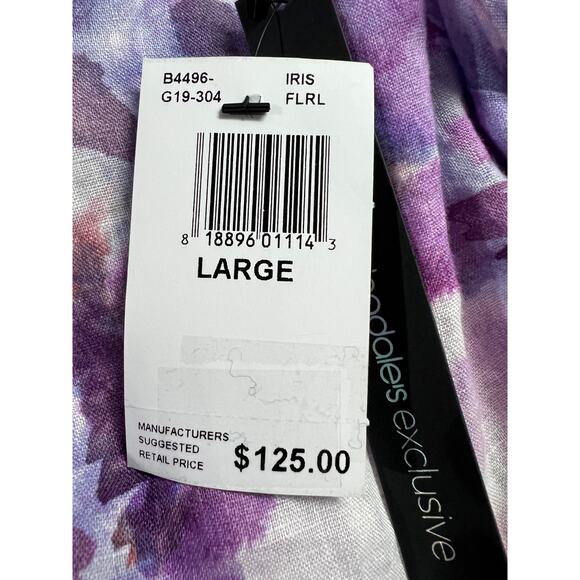 B4496-
G19-304
IRIS
FLRL
8 18896 01114 3
LARGE
MANUFACTURERS
SUGGESTED
RETAIL PRICE
$125.00
exclusive